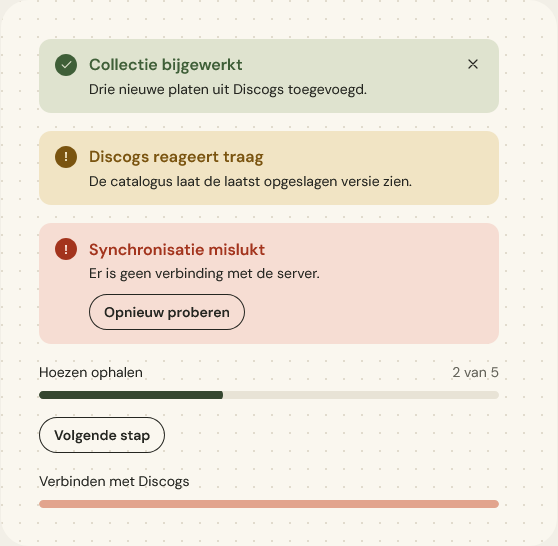 Collectie bijgewerkt
Drie nieuwe platen uit Discogs toegevoegd.
Discogs reageert traag
De catalogus laat de laatst opgeslagen versie zien.
Synchronisatie mislukt
Er is geen verbinding met de server.
Opnieuw proberen
Hoezen ophalen 2 van 5
Volgende stap
Verbinden met Discogs